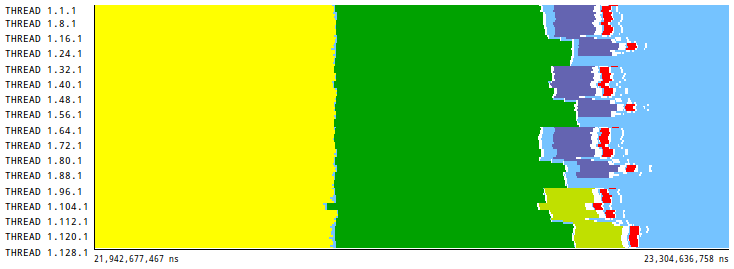 THREAD 1.1.1
THREAD 1.8.1
THREAD 1.16.1
THREAD 1.24.1
THREAD 1.32.1
THREAD 1.40.1
THREAD 1.48.1
THREAD 1.56.1
THREAD 1.64.1
THREAD 1.72.1
THREAD 1.80.1
THREAD 1.88.1
THREAD 1.96.1
THREAD 1.104.1
THREAD 1.112.1
THREAD 1.120.1
THREAD 1.128.1
21,942,677,467 ns 23,304,636,758 ns